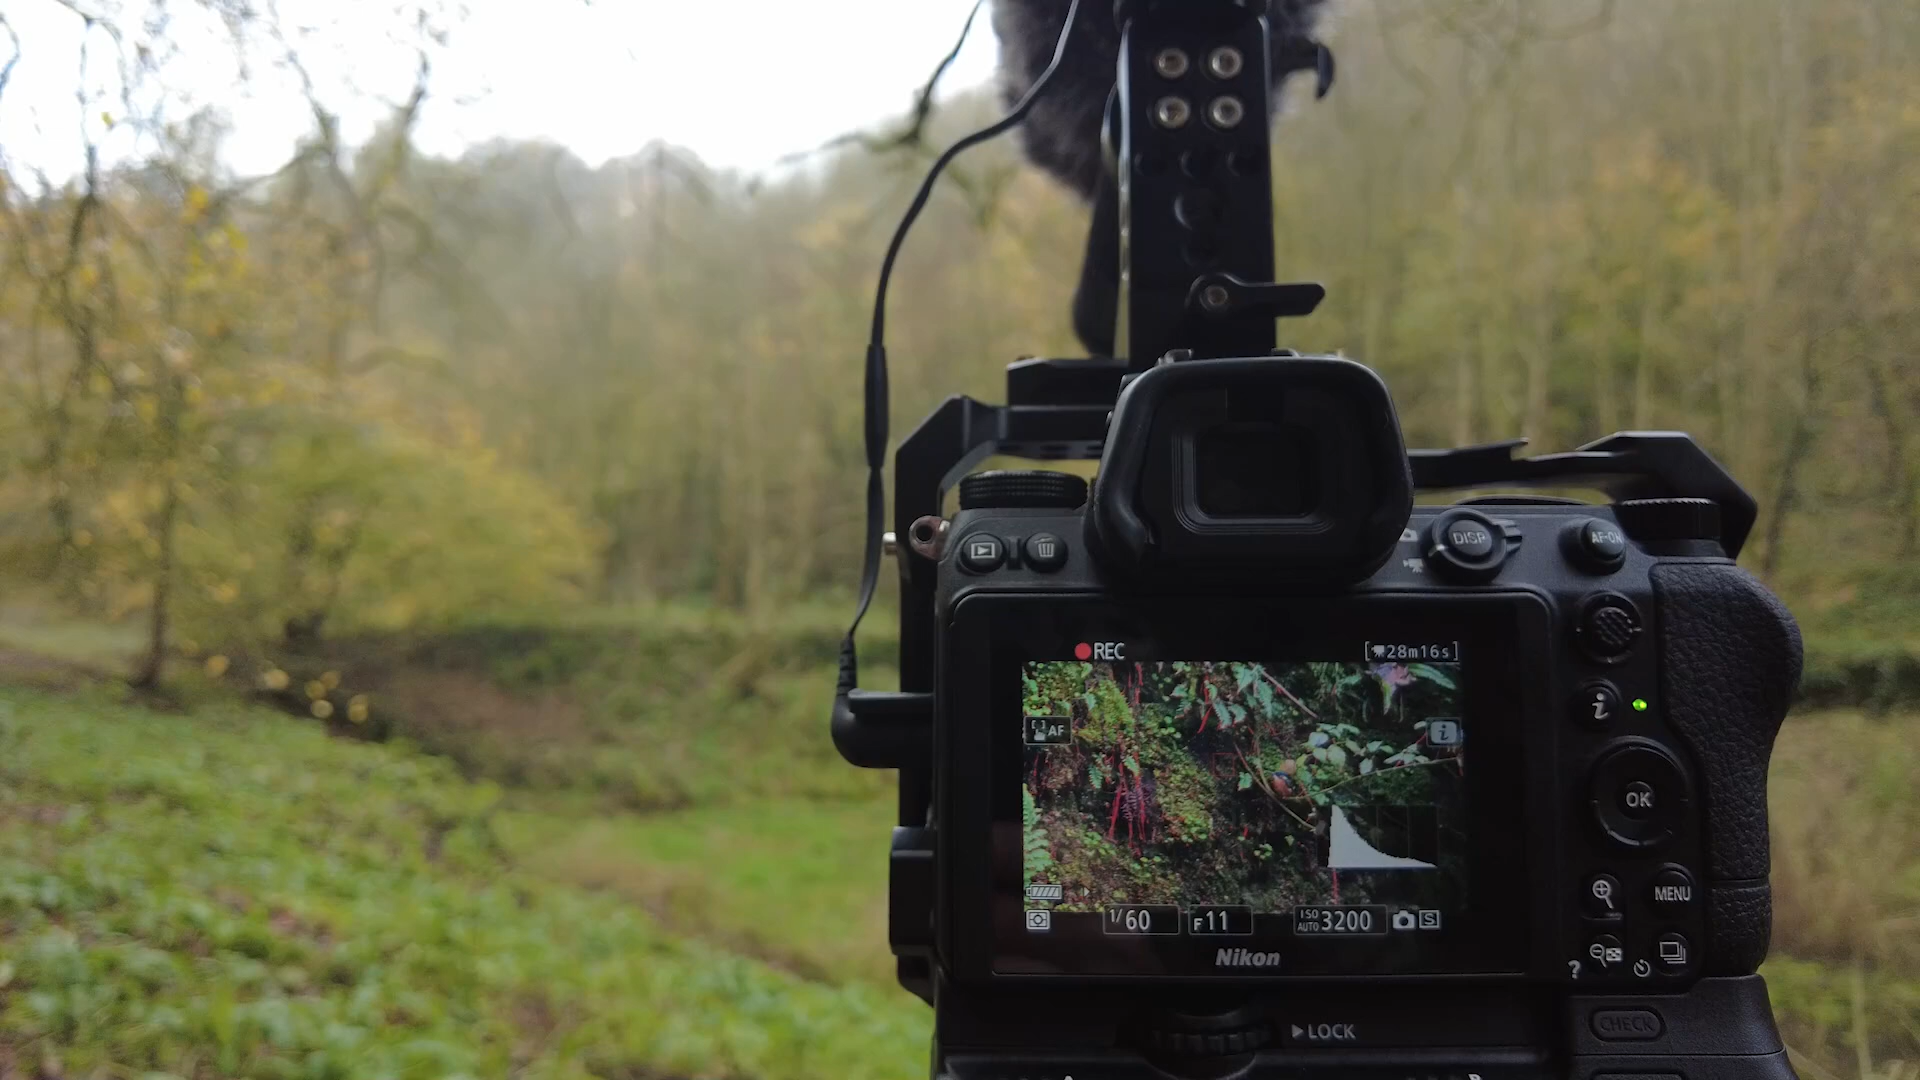 DISP
AF-ON
REC
[28m16s]
AF
i
i
OK
MENU
1/60
F11
ISO
AUTO 3200
S
Nikon
?
LOCK
CHECK